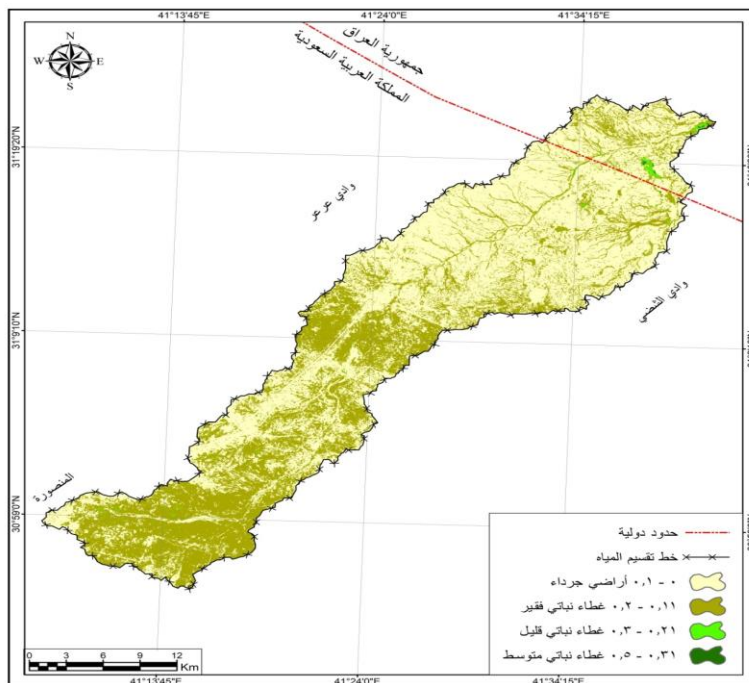 41°13'45"E
41°24'0"E
41°34'15"E
N
W E
S
جمهورية العراق
المملكة العربية السعودية
31°19'20"N
وادي عرعر
وادي الشضي
31°9'10"N
المنصورة
30°59'0"N
حدود دولية
خط تقسيم المياه
٠ - ٠,١ أراضي جرداء
٠,١١ - ٠,٢ غطاء نباتي فقير
٠,٢١ - ٠,٣ غطاء نباتي قليل
٠,٣١ - ٠,٥ غطاء نباتي متوسط
0 3 6 9 12
Km
41°13'45"E
41°24'0"E
41°34'15"E